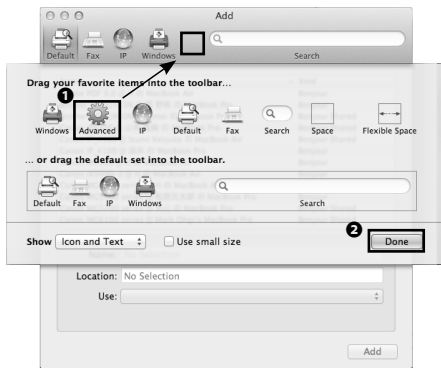 Add
Default Fax IP Windows Search
Drag your favorite items into the toolbar...
❶
Windows Advanced IP Default Fax Search Space Flexible Space
... or drag the default set into the toolbar.
Default Fax IP Windows Search
❷
Show Icon and Text Use small size Done
Location: No Selection
Use:
Add